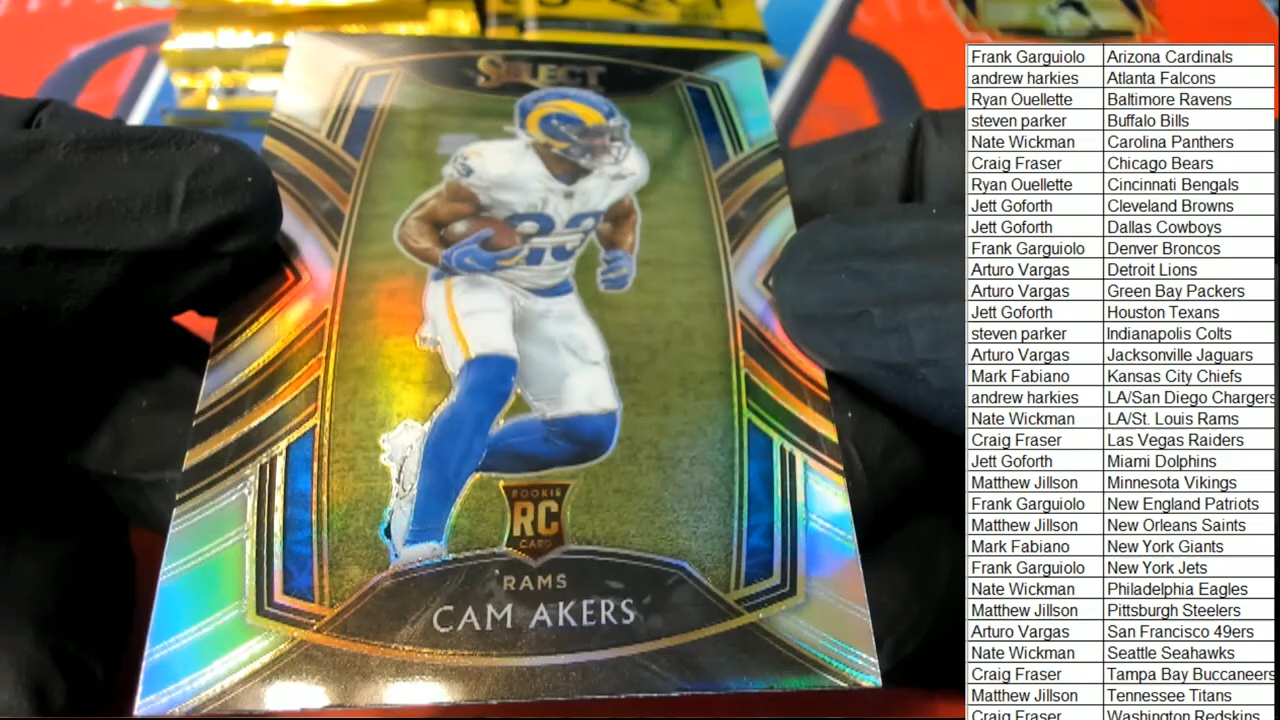 SELECT
23
ROOKIE
RC
CARD
RAMS
CAM AKERS
Frank Garguiolo Arizona Cardinals
andrew harkies Atlanta Falcons
Ryan Ouellette Baltimore Ravens
steven parker Buffalo Bills
Nate Wickman Carolina Panthers
Craig Fraser Chicago Bears
Ryan Ouellette Cincinnati Bengals
Jett Goforth Cleveland Browns
Jett Goforth Dallas Cowboys
Frank Garguiolo Denver Broncos
Arturo Vargas Detroit Lions
Arturo Vargas Green Bay Packers
Jett Goforth Houston Texans
steven parker Indianapolis Colts
Arturo Vargas Jacksonville Jaguars
Mark Fabiano Kansas City Chiefs
andrew harkies LA/San Diego Chargers
Nate Wickman LA/St. Louis Rams
Craig Fraser Las Vegas Raiders
Jett Goforth Miami Dolphins
Matthew Jillson Minnesota Vikings
Frank Garguiolo New England Patriots
Matthew Jillson New Orleans Saints
Mark Fabiano New York Giants
Frank Garguiolo New York Jets
Nate Wickman Philadelphia Eagles
Matthew Jillson Pittsburgh Steelers
Arturo Vargas San Francisco 49ers
Nate Wickman Seattle Seahawks
Craig Fraser Tampa Bay Buccaneers
Matthew Jillson Tennessee Titans
Craig Fraser Washington Redskins